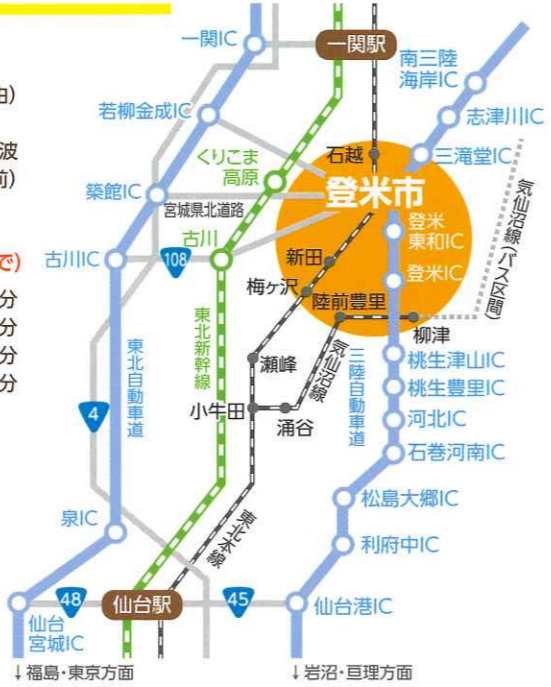 一関IC
一関駅
南三陸
海岸IC
由)
若柳金成IC
志津川IC
波
前)
くりこま
高原
石越
三滝堂IC
登米市
築館IC
宮城県北道路
気仙沼線(バス区間)
古川
登米
東和IC
で)
古川IC
108
新田
登米IC
梅ヶ沢
陸前豊里
分
分
分
分
柳津
東北自動車道
東北新幹線
瀬峰
気仙沼線
三陸自動車道
桃生津山IC
桃生豊里IC
4
小牛田
涌谷
河北IC
石巻河南IC
松島大郷IC
泉IC
東北本線
利府中IC
48
仙台駅
45
仙台港IC
仙台
宮城IC
↓福島・東京方面
↓岩沼・亘理方面